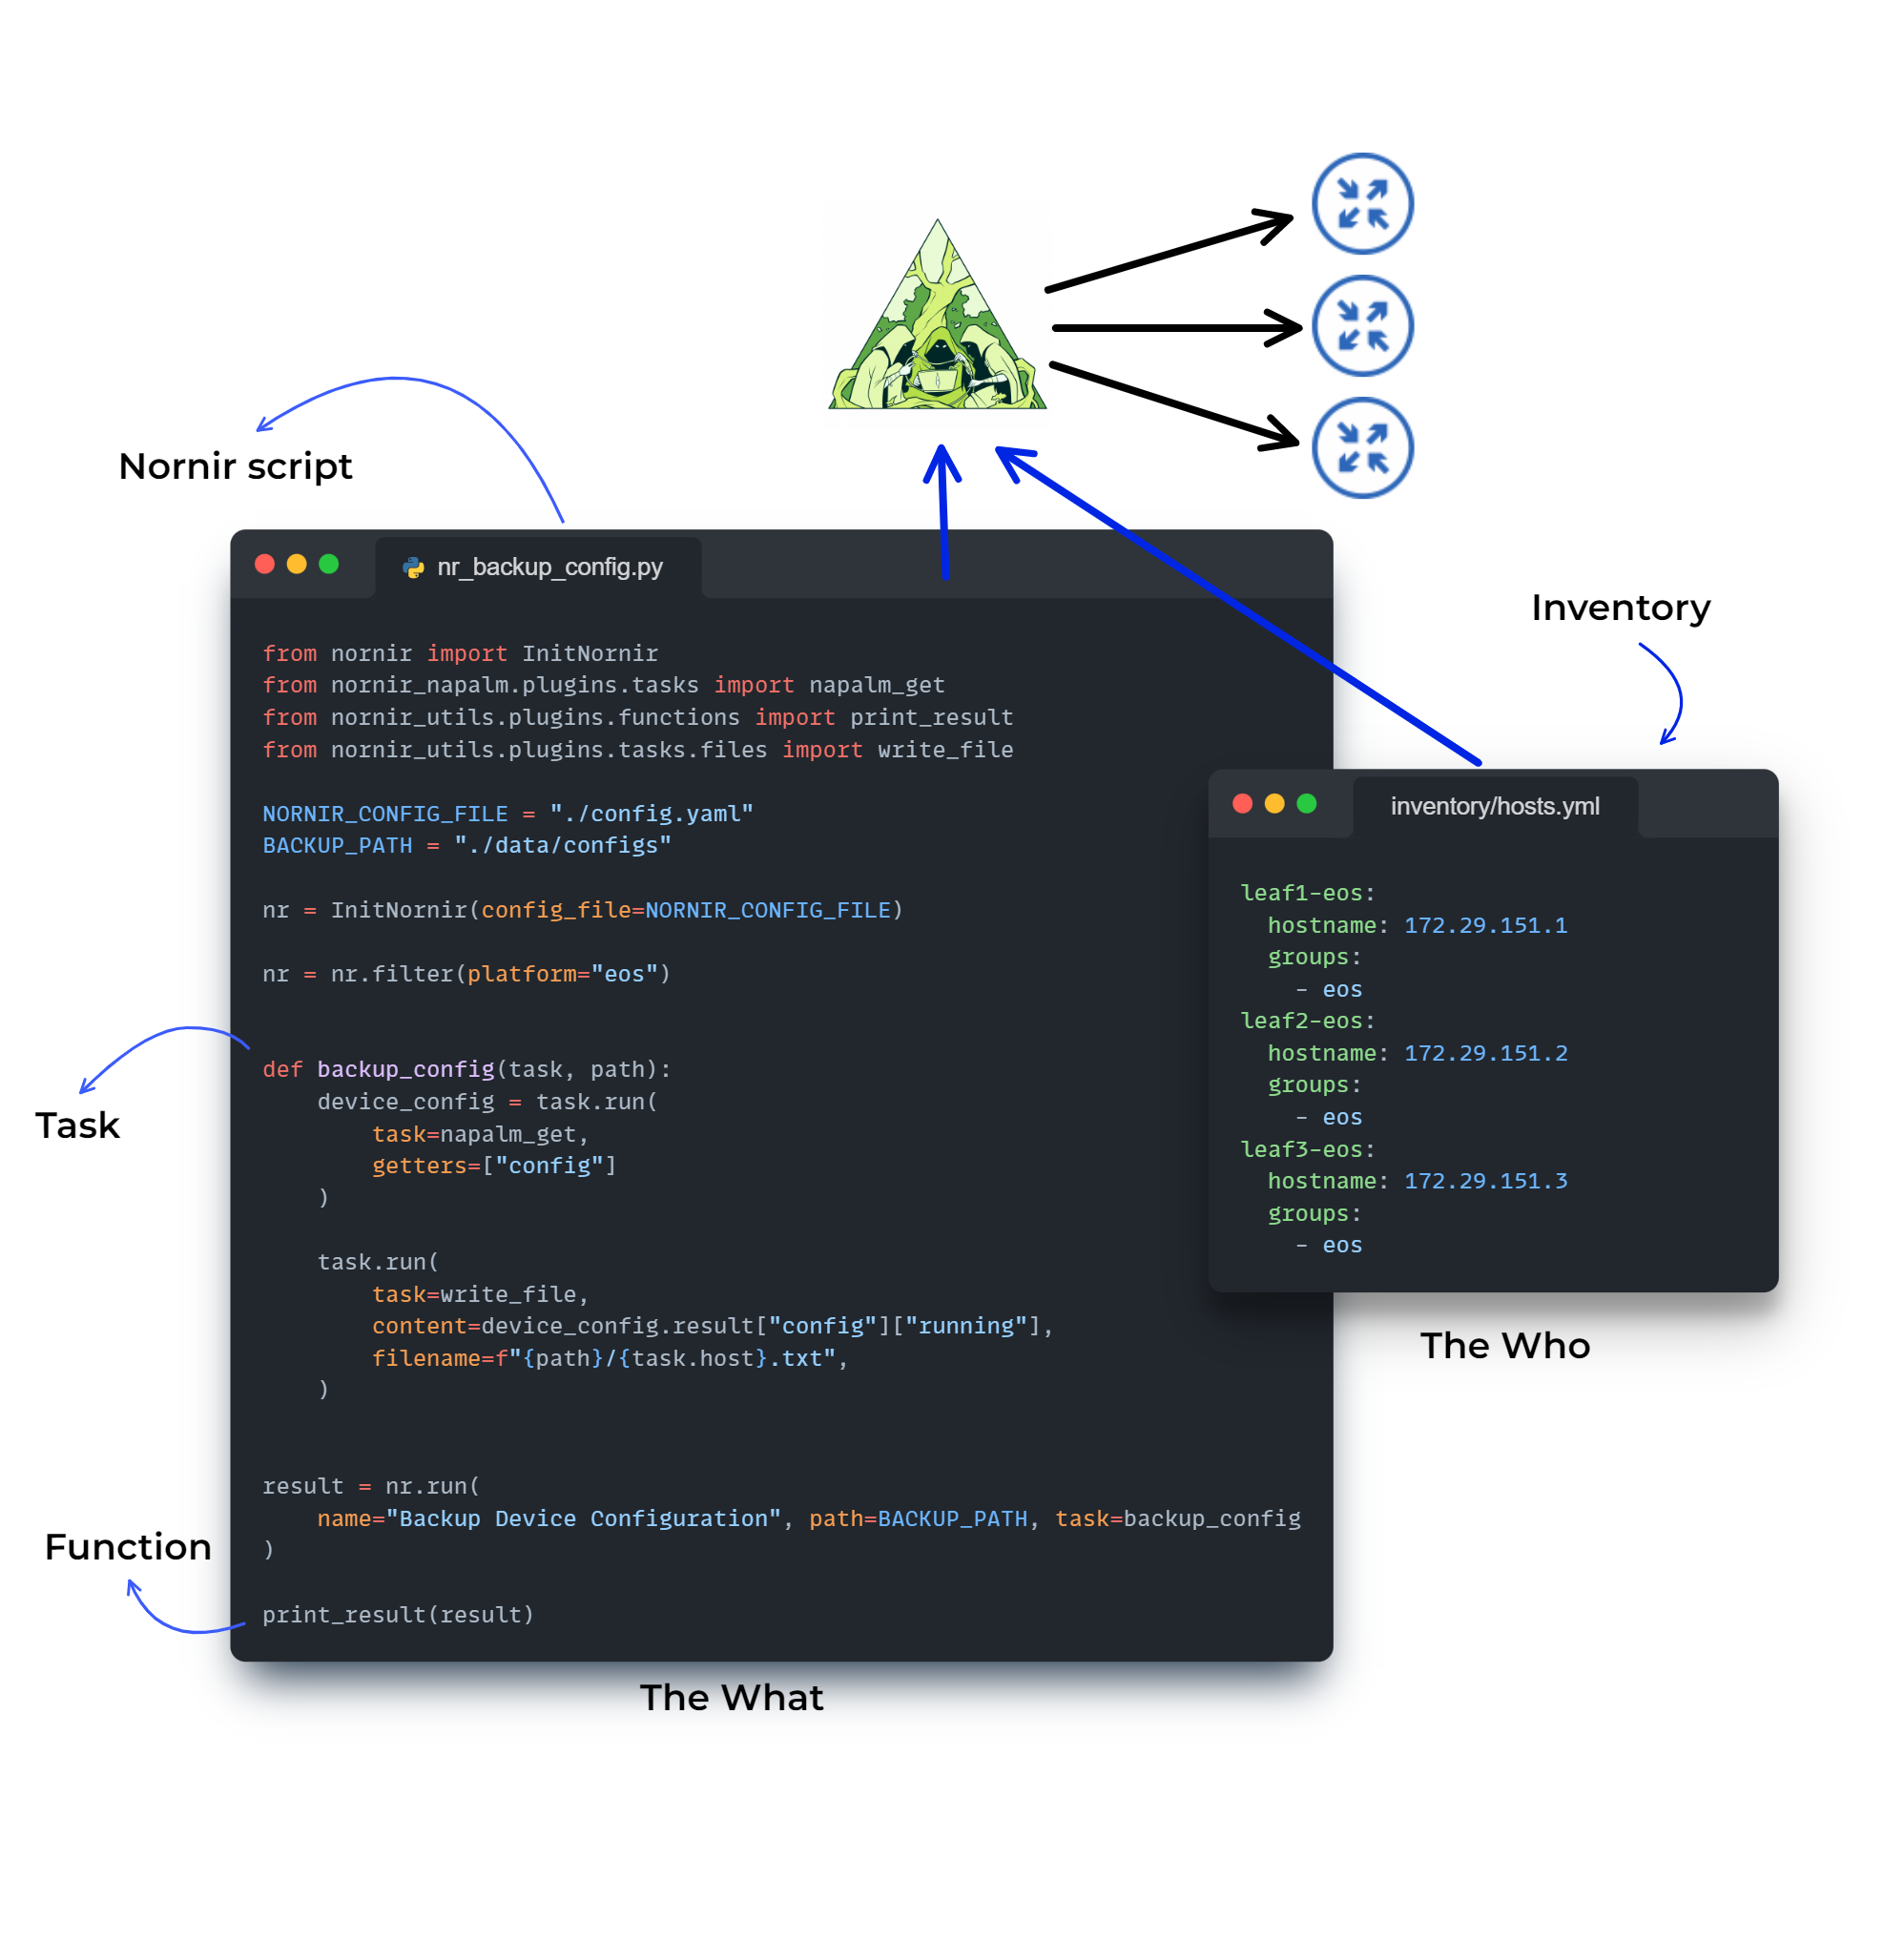 Nornir script
nr_backup_config.py
from nornir import InitNornir
from nornir_napalm.plugins.tasks import napalm_get
from nornir_utils.plugins.functions import print_result
from nornir_utils.plugins.tasks.files import write_file
NORNIR_CONFIG_FILE = "./config.yaml"
BACKUP_PATH = "./data/configs"
nr = InitNornir(config_file=NORNIR_CONFIG_FILE)
nr = nr.filter(platform="eos")
Task
def backup_config(task, path):
    device_config = task.run(
        task=napalm_get,
        getters=["config"]
    )
    task.run(
        task=write_file,
        content=device_config.result["config"]["running"],
        filename=f"{path}/{task.host}.txt",
    )
result = nr.run(
    name="Backup Device Configuration", path=BACKUP_PATH, task=backup_config
)
Function
print_result(result)
The What
Inventory
inventory/hosts.yml
leaf1-eos:
  hostname: 172.29.151.1
  groups:
    - eos
leaf2-eos:
  hostname: 172.29.151.2
  groups:
    - eos
leaf3-eos:
  hostname: 172.29.151.3
  groups:
    - eos
The Who